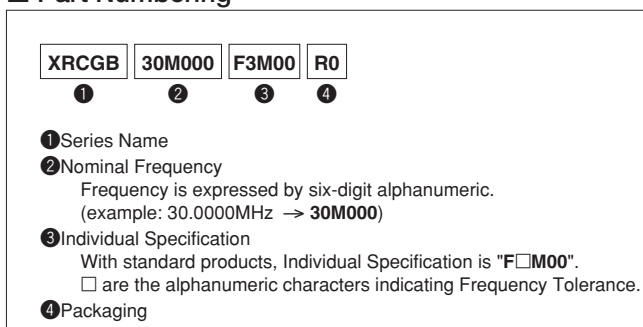 ■ Part Numbering
XRCGB 30M000 F3M00 R0
❶ ❷ ❸ ❹
❶Series Name
❷Nominal Frequency
Frequency is expressed by six-digit alphanumeric.
(example: 30.0000MHz → 30M000)
❸Individual Specification
With standard products, Individual Specification is "F□M00".
□ are the alphanumeric characters indicating Frequency Tolerance.
❹Packaging